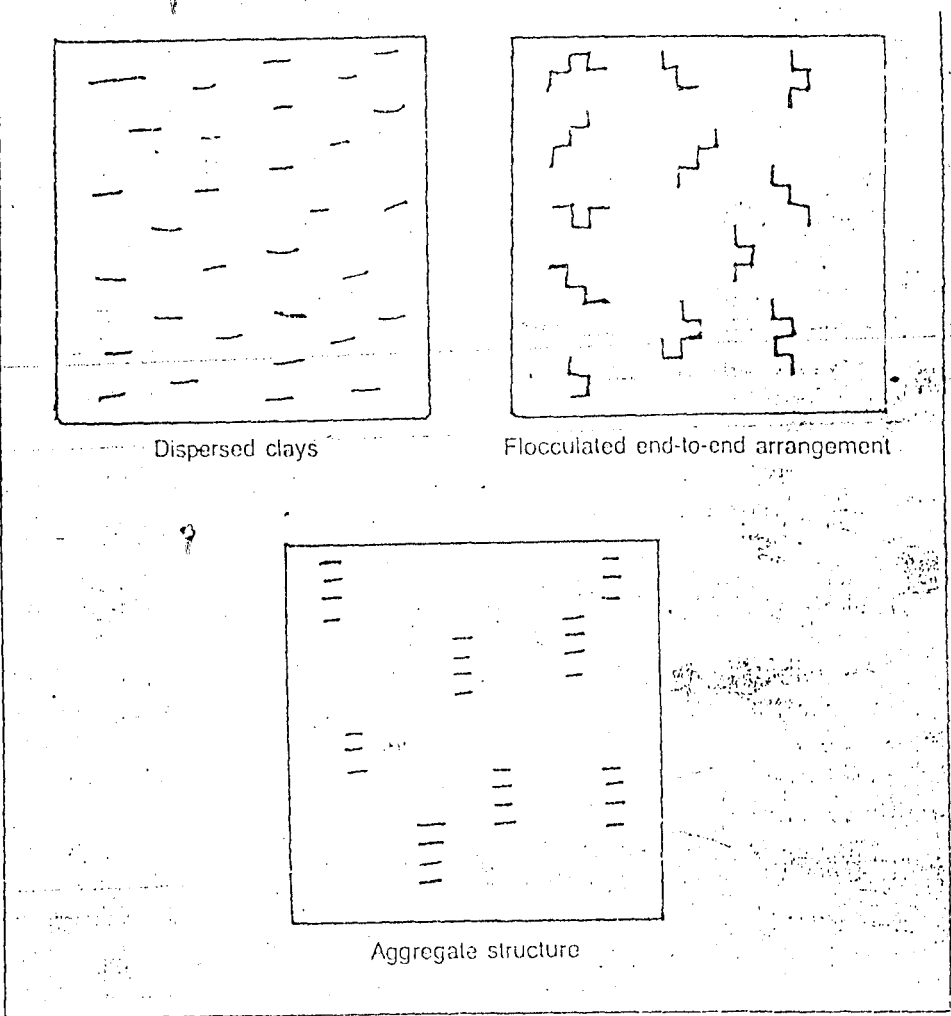 Dispersed clays
Flocculated end-to-end arrangement
Aggregate structure